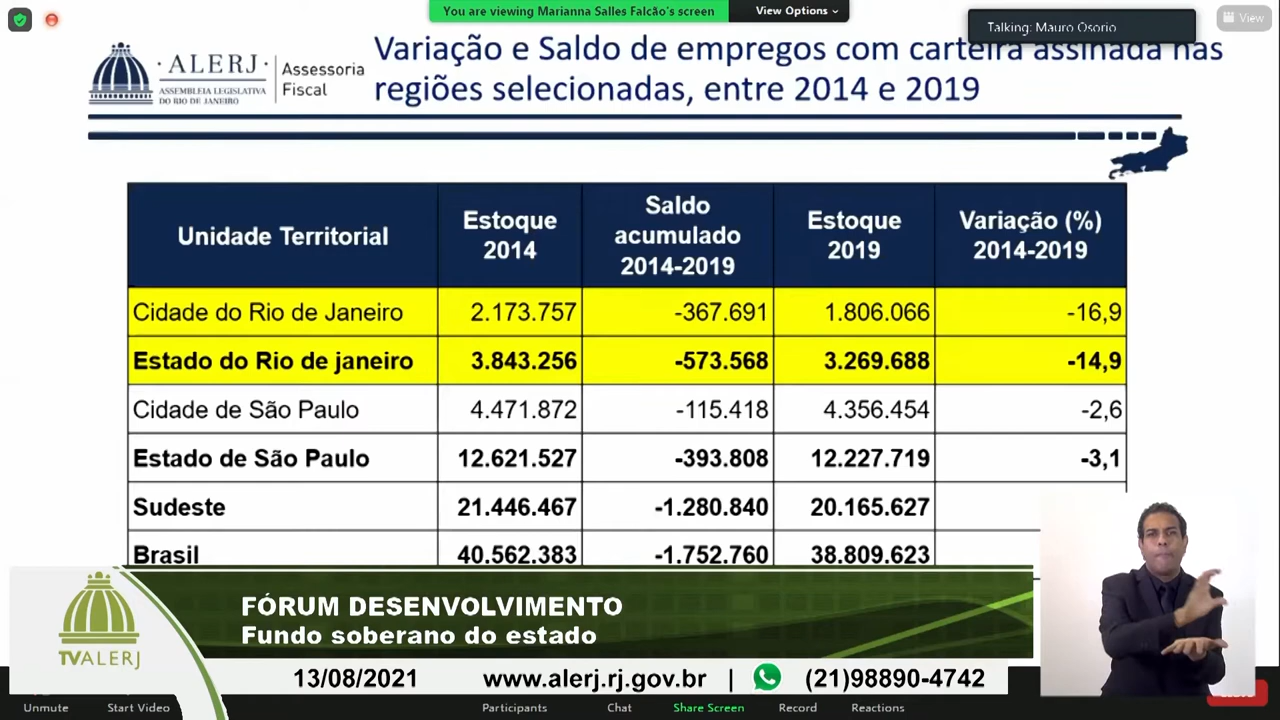 You are viewing Marianna Salles Falcão's screen
View Options
Talking: Mauro Osorio
View
ALERJ
ASSEMBLEIA LEGISLATIVA
DO RIO DE JANEIRO
Assessoria
Fiscal
Variação e Saldo de empregos com carteira assinada nas
regiões selecionadas, entre 2014 e 2019
Unidade Territorial
Estoque
2014
Saldo
acumulado
2014-2019
Estoque
2019
Variação (%)
2014-2019
Cidade do Rio de Janeiro 2.173.757 -367.691 1.806.066 -16,9
Estado do Rio de janeiro 3.843.256 -573.568 3.269.688 -14,9
Cidade de São Paulo 4.471.872 -115.418 4.356.454 -2,6
Estado de São Paulo 12.621.527 -393.808 12.227.719 -3,1
Sudeste 21.446.467 -1.280.840 20.165.627
Brasil 40.562.383 -1.752.760 38.809.623
TVALERJ
FÓRUM DESENVOLVIMENTO
Fundo soberano do estado
13/08/2021 www.alerj.rj.gov.br | (21)98890-4742
Unmute Start Video Participants Chat Share Screen Record Reactions